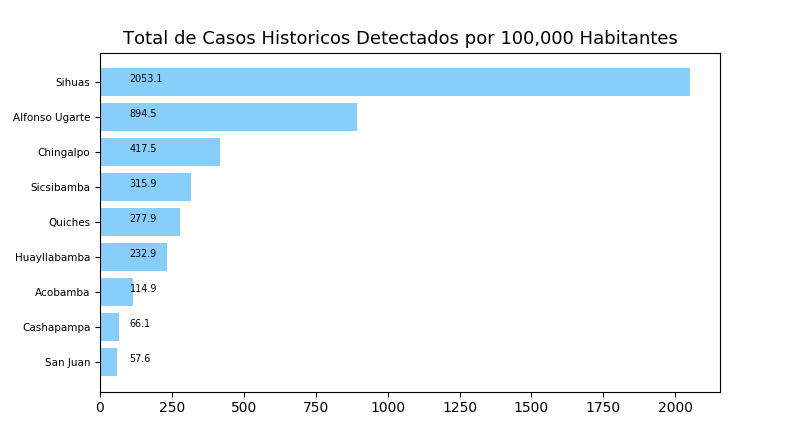 Total de Casos Historicos Detectados por 100,000 Habitantes
Sihuas 2053.1
Alfonso Ugarte 894.5
Chingalpo 417.5
Sicsibamba 315.9
Quiches 277.9
Huayllabamba 232.9
Acobamba 114.9
Cashapampa 66.1
San Juan 57.6
0 250 500 750 1000 1250 1500 1750 2000